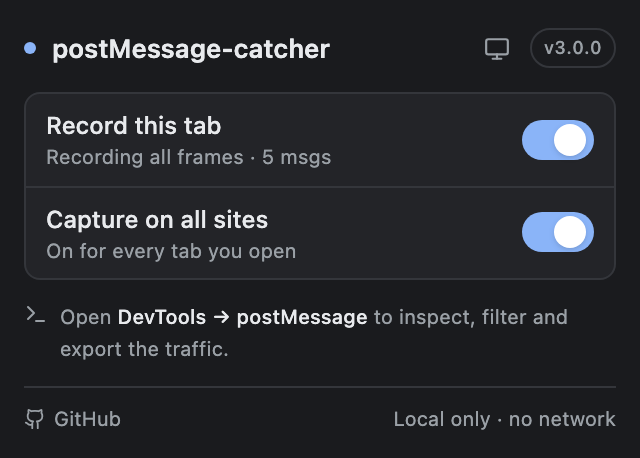 postMessage-catcher
v3.0.0
Record this tab
Recording all frames · 5 msgs
Capture on all sites
On for every tab you open
Open DevTools → postMessage to inspect, filter and
export the traffic.
GitHub
Local only · no network